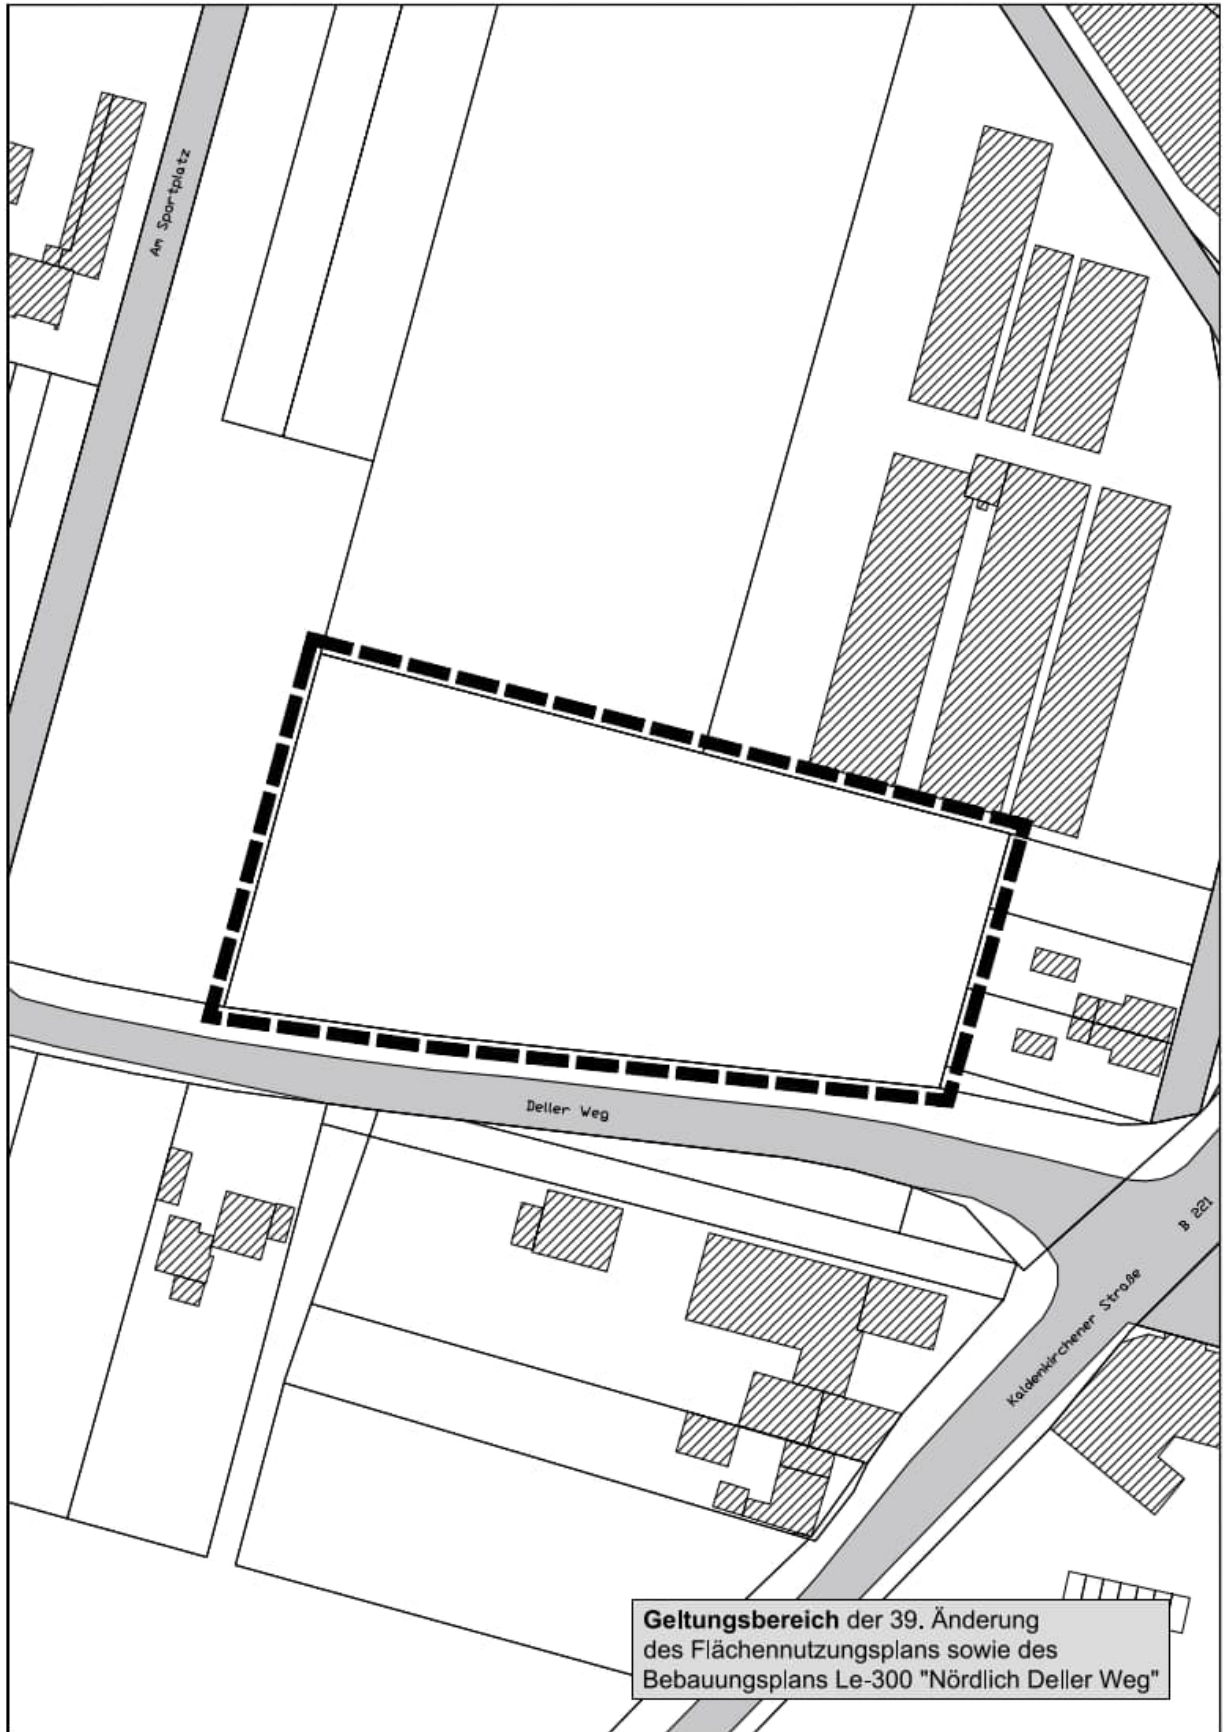 Am Sportplatz
Deller Weg
B 221
Kaldenkirchener Straße
Geltungsbereich der 39. Änderung
des Flächennutzungsplans sowie des
Bebauungsplans Le-300 "Nördlich Deller Weg"